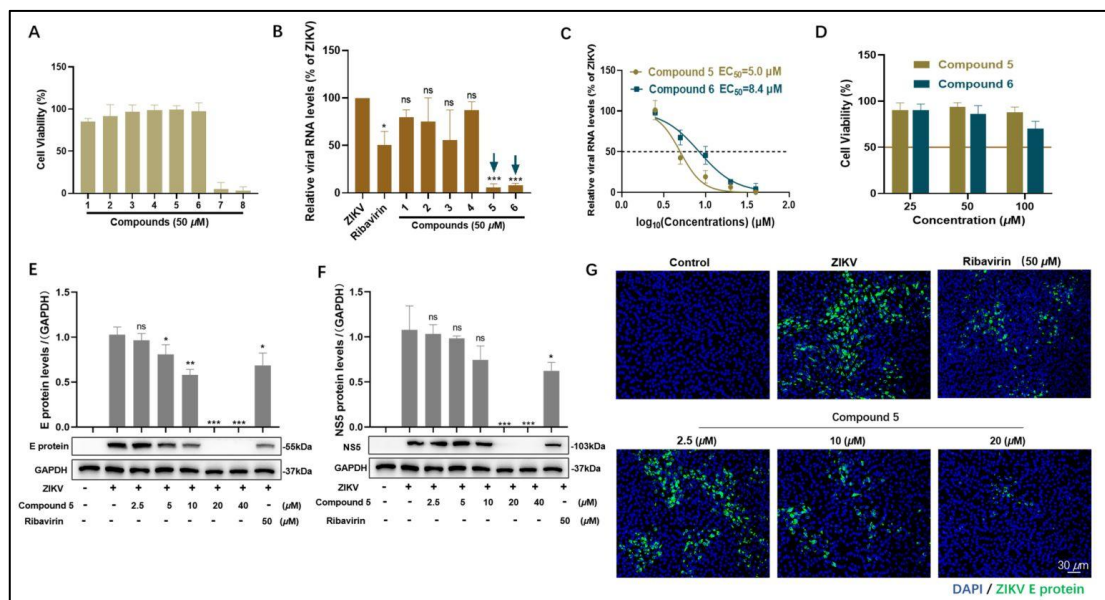 A
Cell Viability (%)
150
100
50
0
1 2 3 4 5 6 7 8
Compounds (50 µM)
B
Relative viral RNA levels (% of ZIKV)
150
100
50
0
*
ns
ns
ns
ns
***
***
ZIKV
Ribavirin
1 2 3 4 5 6
Compounds (50 µM)
C
Relative viral RNA levels (% of ZIKV)
150
100
50
0
Compound 5 EC50=5.0 µM
Compound 6 EC50=8.4 µM
0.0 0.4 0.8 1.2 1.6 2.0
log10(Concentrations) (µM)
D
Compound 5
Compound 6
Cell Viability (%)
150
100
50
0
25 50 100
Concentration (µM)
E
E protein levels /(GAPDH)
1.5
1.0
0.5
0.0
ns * ** *** *** *
E protein -55kDa
GAPDH -37kDa
ZIKV - + + + + + + +
Compound 5 - - 2.5 5 10 20 40 - (µM)
Ribavirin - - - - - - - 50 (µM)
F
NS5 protein levels /(GAPDH)
1.5
1.0
0.5
0.0
ns ns ns *** *** *
NS5 -103kDa
GAPDH -37kDa
ZIKV - + + + + + + +
Compound 5 - - 2.5 5 10 20 40 - (µM)
Ribavirin - - - - - - - 50 (µM)
G
Control ZIKV Ribavirin (50 µM)
Compound 5
2.5 (µM) 10 (µM) 20 (µM)
30 µm
DAPI / ZIKV E protein